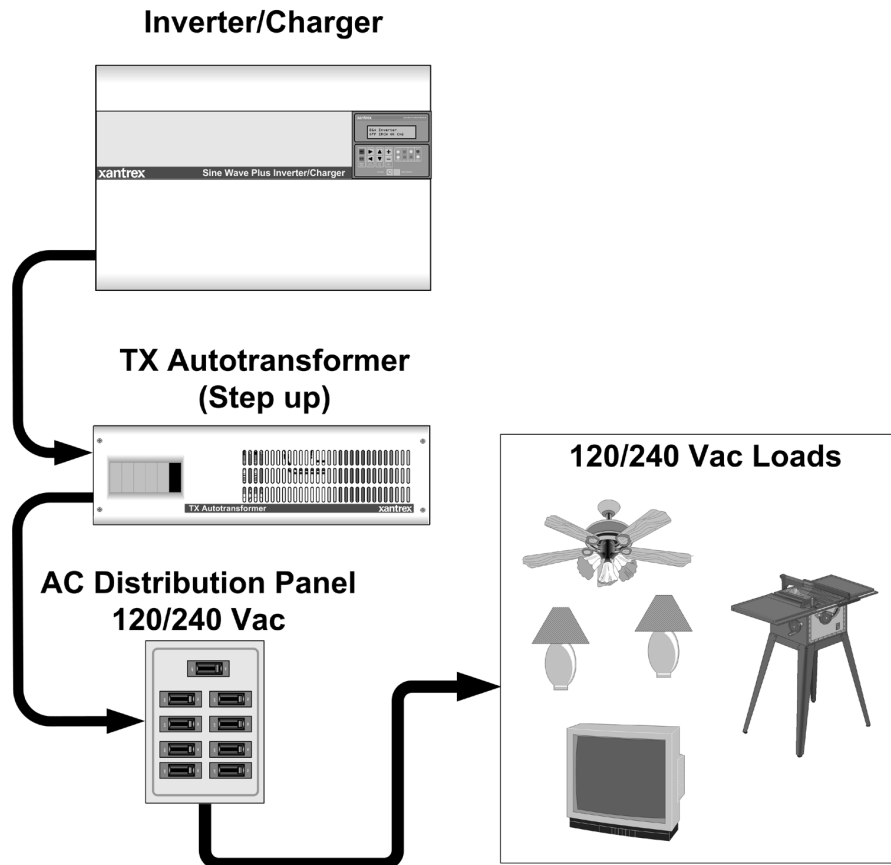 Inverter/Charger
xantrex
Sine Wave Plus Inverter/Charger
TX Autotransformer
(Step up)
TX Autotransformer
xantrex
120/240 Vac Loads
AC Distribution Panel
120/240 Vac